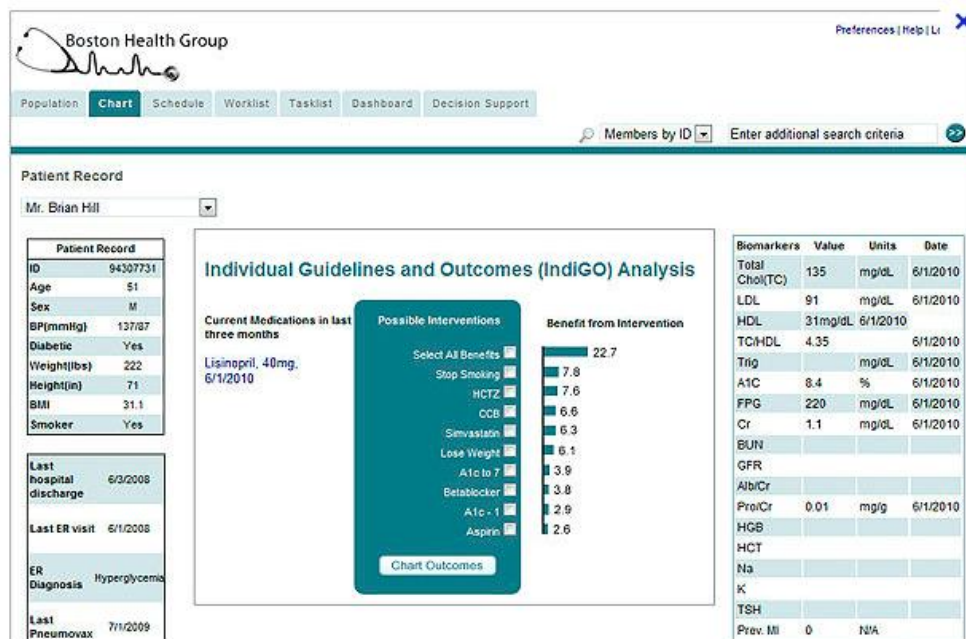 Boston Health Group
Preferences | Help |
Population Chart Schedule Worklist Tasklist Dashboard Decision Support
Members by ID Enter additional search criteria >>
Patient Record
Mr. Brian Hill
Patient Record
ID 94307731
Age 51
Sex M
BP(mmHg) 137/87
Diabetic Yes
Weight(lbs) 222
Height(in) 71
BMI 31.1
Smoker Yes
Last hospital discharge 6/3/2008
Last ER visit 6/1/2008
ER Diagnosis Hyperglycemia
Last Pneumovax 7/1/2009
Individual Guidelines and Outcomes (IndiGO) Analysis
Current Medications in last
three months
Lisinopril, 40mg,
6/1/2010
Possible Interventions Benefit from Intervention
Select All Benefits 22.7
Stop Smoking 7.8
HCTZ 7.6
CCB 6.6
Simvastatin 6.3
Lose Weight 6.1
A1c to 7 3.9
Betablocker 3.8
A1c - 1 2.9
Aspirin 2.6
Chart Outcomes
Biomarkers Value Units Date
Total Chol(TC) 135 mg/dL 6/1/2010
LDL 91 mg/dL 6/1/2010
HDL 31mg/dL 6/1/2010
TC/HDL 4.35 6/1/2010
Trig mg/dL 6/1/2010
A1C 8.4 % 6/1/2010
FPG 220 mg/dL 6/1/2010
Cr 1.1 mg/dL 6/1/2010
BUN
GFR
Alb/Cr
Pro/Cr 0.01 mg/g 6/1/2010
HGB
HCT
Na
K
TSH
Prev. MI 0 N/A